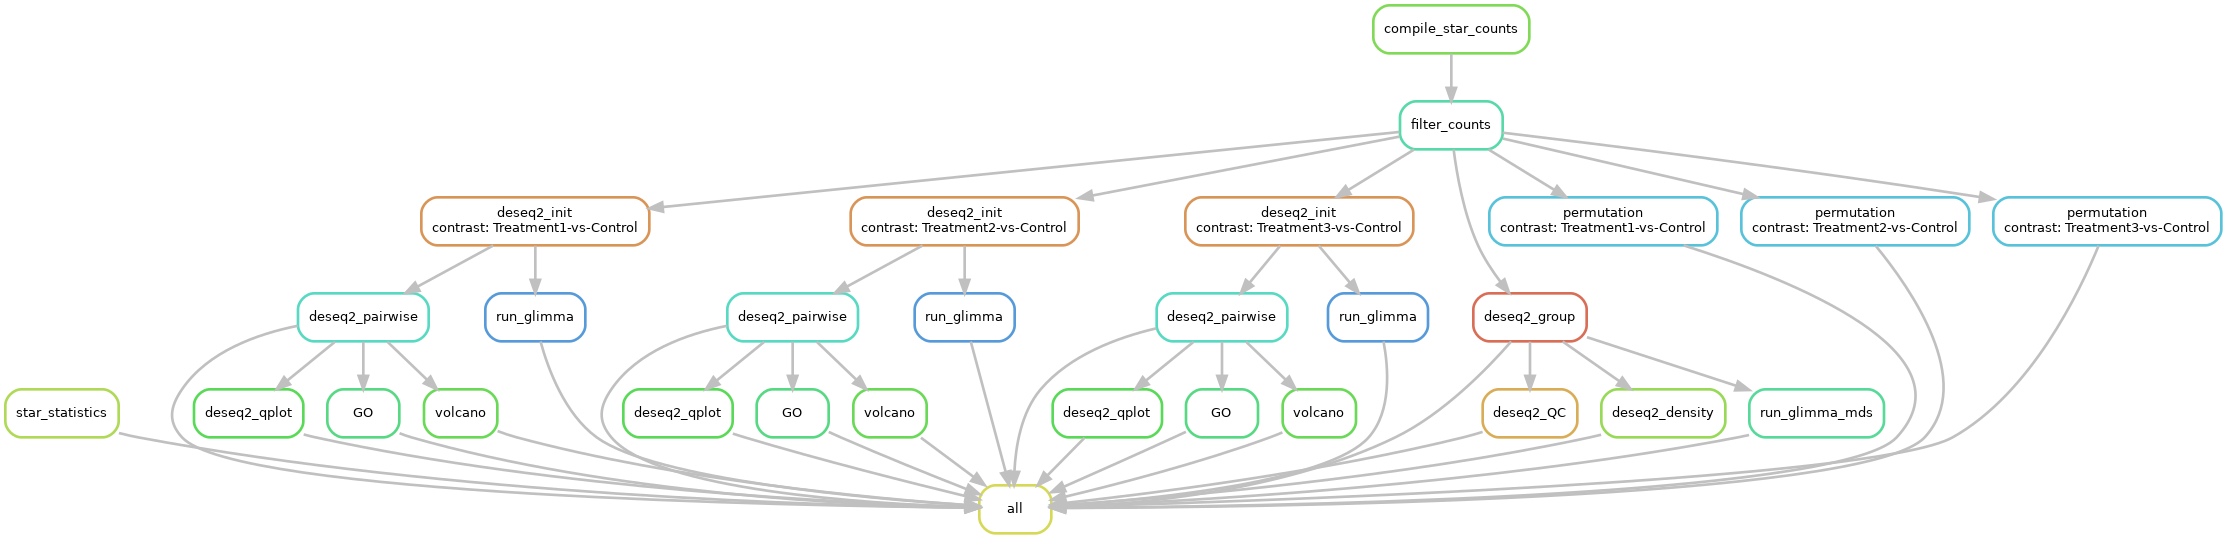 compile_star_counts
filter_counts
deseq2_init
contrast: Treatment1-vs-Control
deseq2_init
contrast: Treatment2-vs-Control
deseq2_init
contrast: Treatment3-vs-Control
permutation
contrast: Treatment1-vs-Control
permutation
contrast: Treatment2-vs-Control
permutation
contrast: Treatment3-vs-Control
deseq2_pairwise
run_glimma
deseq2_pairwise
run_glimma
deseq2_pairwise
run_glimma
deseq2_group
star_statistics
deseq2_qplot
GO
volcano
deseq2_qplot
GO
volcano
deseq2_qplot
GO
volcano
deseq2_QC
deseq2_density
run_glimma_mds
all